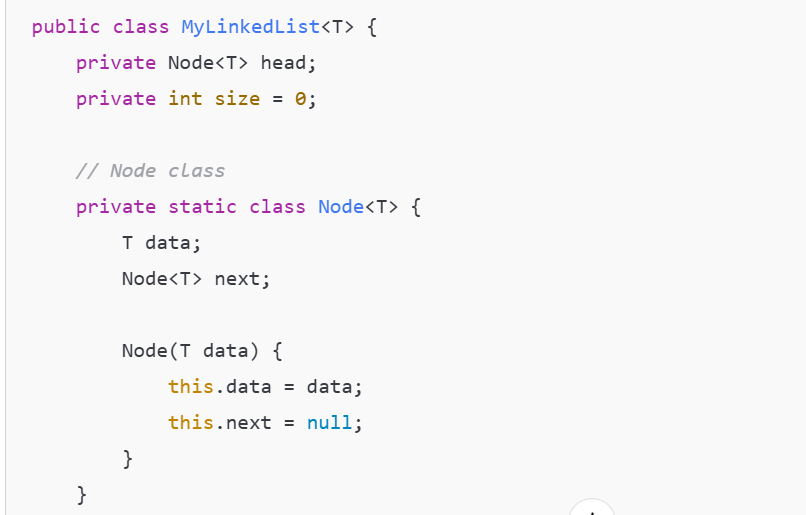 public class MyLinkedList<T> {
    private Node<T> head;
    private int size = 0;

    // Node class
    private static class Node<T> {
        T data;
        Node<T> next;

        Node(T data) {
            this.data = data;
            this.next = null;
        }
    }